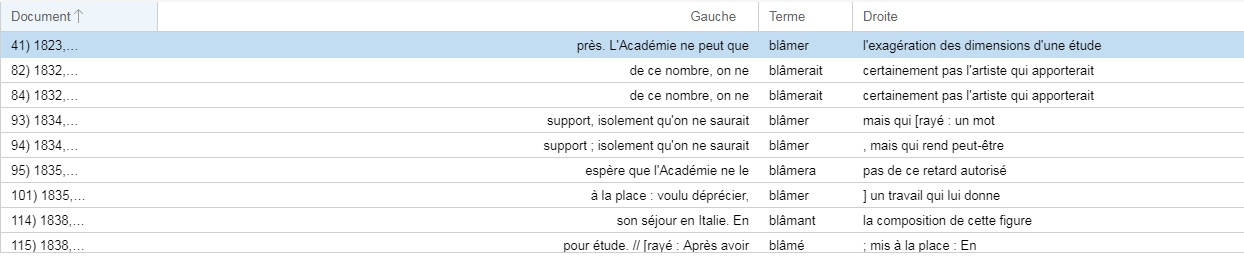 Document ↑ Gauche Terme Droite
41) 1823,... près. L'Académie ne peut que blâmer l'exagération des dimensions d'une étude
82) 1832,... de ce nombre, on ne blâmerait certainement pas l'artiste qui apporterait
84) 1832,... de ce nombre, on ne blâmerait certainement pas l'artiste qui apporterait
93) 1834,... support, isolement qu'on ne saurait blâmer mais qui [rayé : un mot
94) 1834,... support ; isolement qu'on ne saurait blâmer , mais qui rend peut-être
95) 1835,... espère que l'Académie ne le blâmera pas de ce retard autorisé
101) 1835,... à la place : voulu déprécier, blâmer ] un travail qui lui donne
114) 1838,... son séjour en Italie. En blâmant la composition de cette figure
115) 1838,... pour étude. // [rayé : Après avoir blâmé ; mis à la place : En